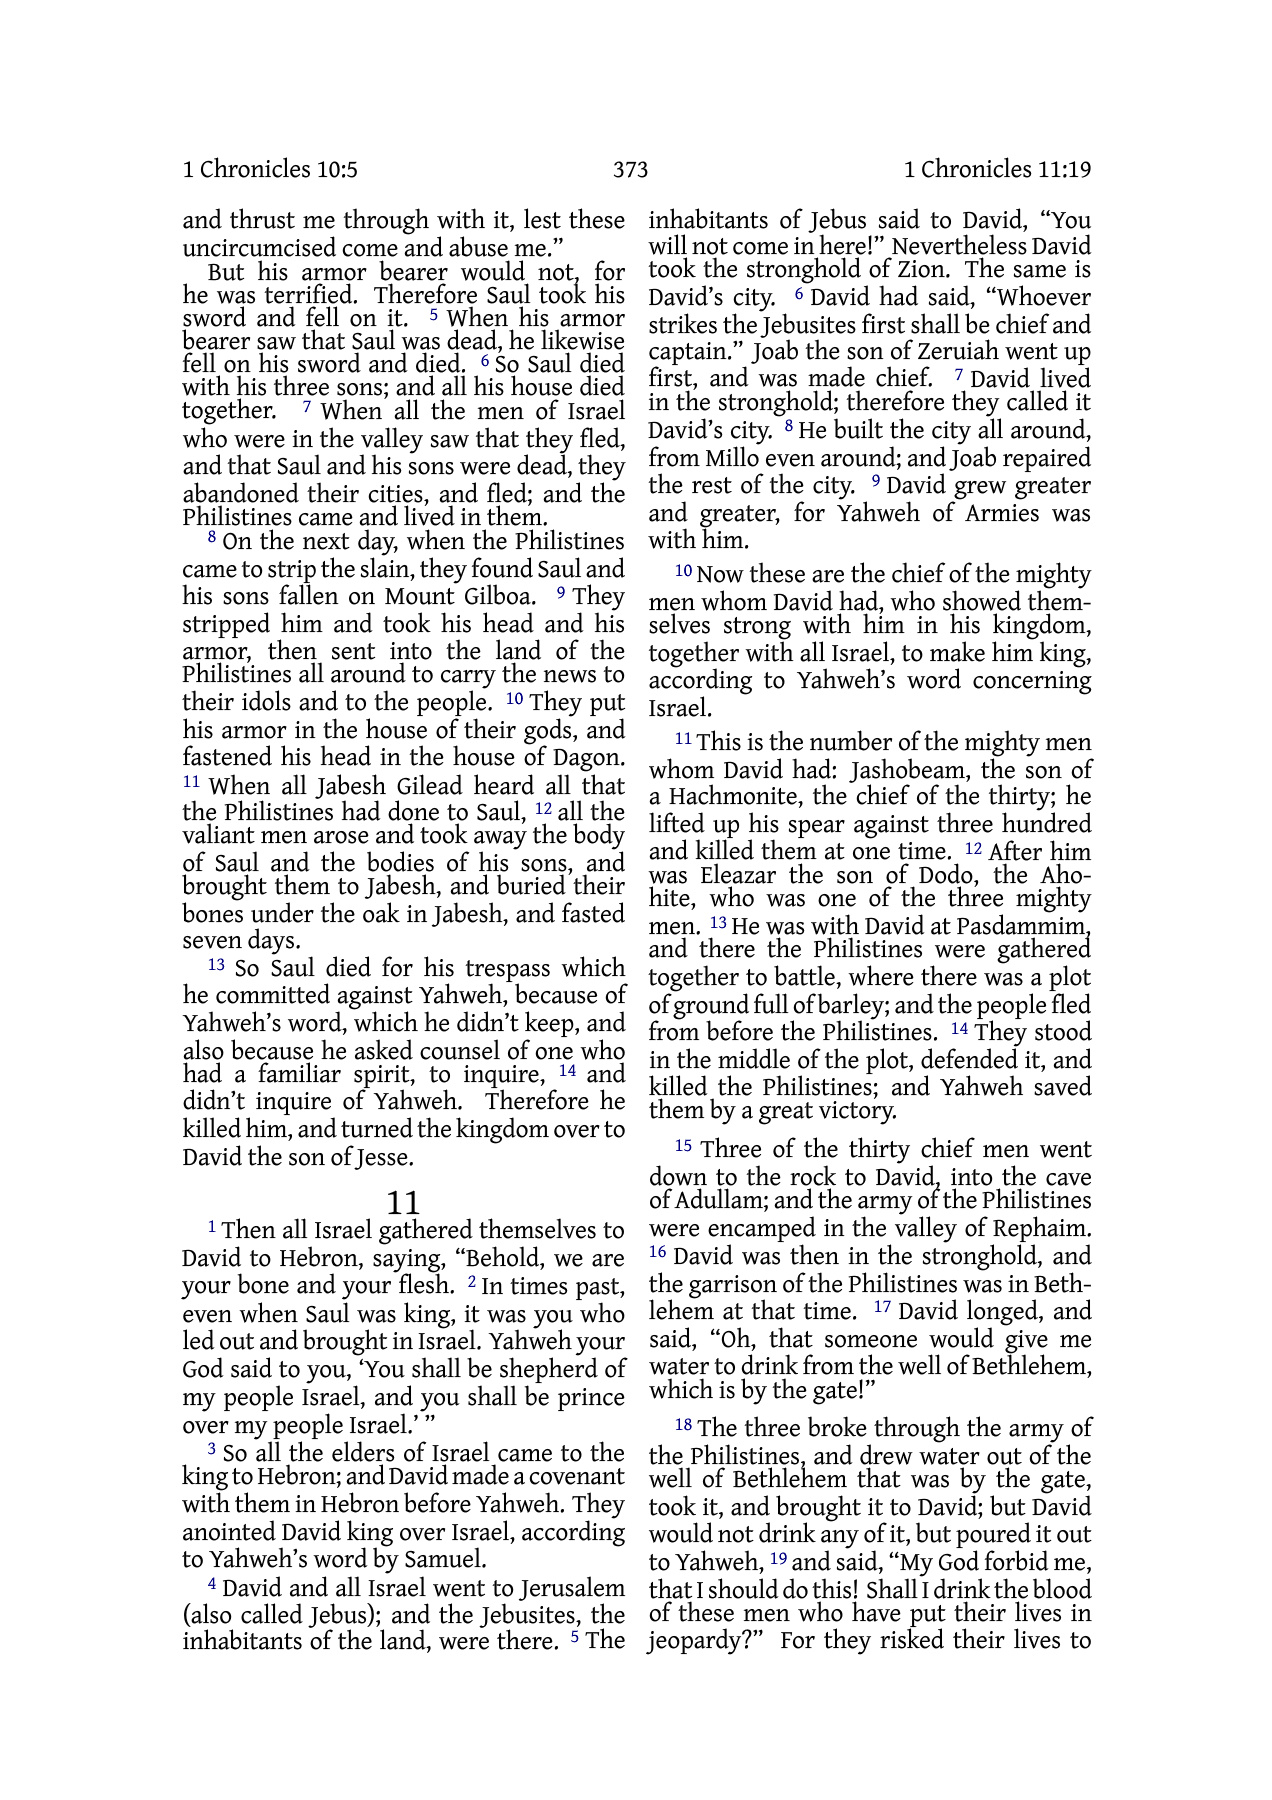 1 Chronicles 10:5
373
1 Chronicles 11:19
and thrust me through with it, lest these
uncircumcised come and abuse me.”
But his armor bearer would not, for
he was terrified. Therefore Saul took his
sword and fell on it. 5 When his armor
bearer saw that Saul was dead, he likewise
fell on his sword and died. 6 So Saul died
with his three sons; and all his house died
together. 7 When all the men of Israel
who were in the valley saw that they fled,
and that Saul and his sons were dead, they
abandoned their cities, and fled; and the
Philistines came and lived in them.
8 On the next day, when the Philistines
came to strip the slain, they found Saul and
his sons fallen on Mount Gilboa. 9 They
stripped him and took his head and his
armor, then sent into the land of the
Philistines all around to carry the news to
their idols and to the people. 10 They put
his armor in the house of their gods, and
fastened his head in the house of Dagon.
11 When all Jabesh Gilead heard all that
the Philistines had done to Saul, 12 all the
valiant men arose and took away the body
of Saul and the bodies of his sons, and
brought them to Jabesh, and buried their
bones under the oak in Jabesh, and fasted
seven days.
13 So Saul died for his trespass which
he committed against Yahweh, because of
Yahweh’s word, which he didn’t keep, and
also because he asked counsel of one who
had a familiar spirit, to inquire, 14 and
didn’t inquire of Yahweh. Therefore he
killed him, and turned the kingdom over to
David the son of Jesse.
11
1 Then all Israel gathered themselves to
David to Hebron, saying, “Behold, we are
your bone and your flesh. 2 In times past,
even when Saul was king, it was you who
led out and brought in Israel. Yahweh your
God said to you, ‘You shall be shepherd of
my people Israel, and you shall be prince
over my people Israel.’ ”
3 So all the elders of Israel came to the
king to Hebron; and David made a covenant
with them in Hebron before Yahweh. They
anointed David king over Israel, according
to Yahweh’s word by Samuel.
4 David and all Israel went to Jerusalem
(also called Jebus); and the Jebusites, the
inhabitants of the land, were there. 5 The
inhabitants of Jebus said to David, “You
will not come in here!” Nevertheless David
took the stronghold of Zion. The same is
David’s city. 6 David had said, “Whoever
strikes the Jebusites first shall be chief and
captain.” Joab the son of Zeruiah went up
first, and was made chief. 7 David lived
in the stronghold; therefore they called it
David’s city. 8 He built the city all around,
from Millo even around; and Joab repaired
the rest of the city. 9 David grew greater
and greater, for Yahweh of Armies was
with him.
10 Now these are the chief of the mighty
men whom David had, who showed them-
selves strong with him in his kingdom,
together with all Israel, to make him king,
according to Yahweh’s word concerning
Israel.
11 This is the number of the mighty men
whom David had: Jashobeam, the son of
a Hachmonite, the chief of the thirty; he
lifted up his spear against three hundred
and killed them at one time. 12 After him
was Eleazar the son of Dodo, the Aho-
hite, who was one of the three mighty
men. 13 He was with David at Pasdammim,
and there the Philistines were gathered
together to battle, where there was a plot
of ground full of barley; and the people fled
from before the Philistines. 14 They stood
in the middle of the plot, defended it, and
killed the Philistines; and Yahweh saved
them by a great victory.
15 Three of the thirty chief men went
down to the rock to David, into the cave
of Adullam; and the army of the Philistines
were encamped in the valley of Rephaim.
16 David was then in the stronghold, and
the garrison of the Philistines was in Beth-
lehem at that time. 17 David longed, and
said, “Oh, that someone would give me
water to drink from the well of Bethlehem,
which is by the gate!”
18 The three broke through the army of
the Philistines, and drew water out of the
well of Bethlehem that was by the gate,
took it, and brought it to David; but David
would not drink any of it, but poured it out
to Yahweh, 19 and said, “My God forbid me,
that I should do this! Shall I drink the blood
of these men who have put their lives in
jeopardy?” For they risked their lives to